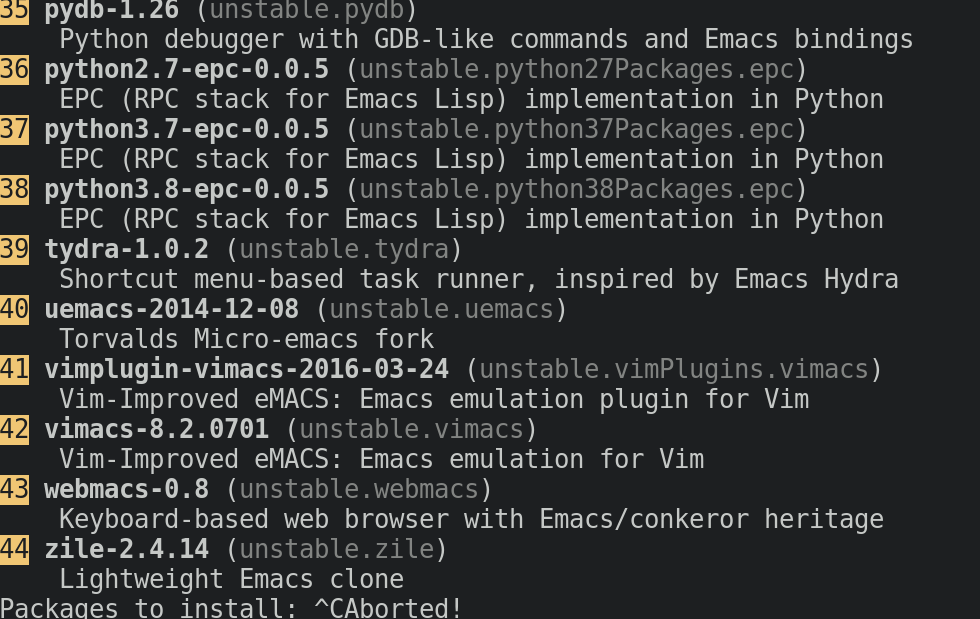 35 pydb-1.26 (unstable.pydb)
Python debugger with GDB-like commands and Emacs bindings
36 python2.7-epc-0.0.5 (unstable.python27Packages.epc)
EPC (RPC stack for Emacs Lisp) implementation in Python
37 python3.7-epc-0.0.5 (unstable.python37Packages.epc)
EPC (RPC stack for Emacs Lisp) implementation in Python
38 python3.8-epc-0.0.5 (unstable.python38Packages.epc)
EPC (RPC stack for Emacs Lisp) implementation in Python
39 tydra-1.0.2 (unstable.tydra)
Shortcut menu-based task runner, inspired by Emacs Hydra
40 uemacs-2014-12-08 (unstable.uemacs)
Torvalds Micro-emacs fork
41 vimplugin-vimacs-2016-03-24 (unstable.vimPlugins.vimacs)
Vim-Improved eMACS: Emacs emulation plugin for Vim
42 vimacs-8.2.0701 (unstable.vimacs)
Vim-Improved eMACS: Emacs emulation for Vim
43 webmacs-0.8 (unstable.webmacs)
Keyboard-based web browser with Emacs/conkeror heritage
44 zile-2.4.14 (unstable.zile)
Lightweight Emacs clone
Packages to install: ^CAborted!